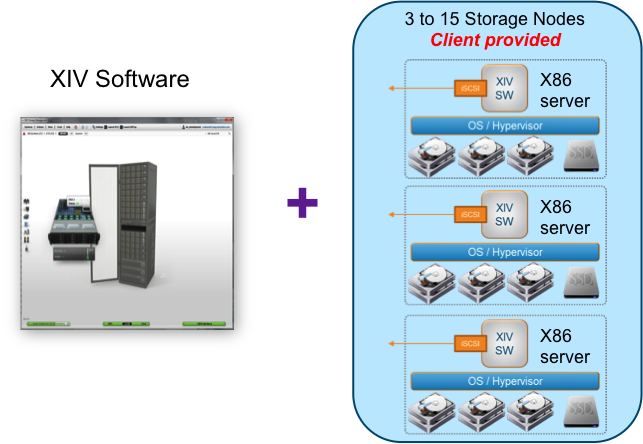 3 to 15 Storage Nodes
Client provided
XIV Software
+
XIV
SW
iSCSI
X86
server
OS / Hypervisor
SSD
XIV
SW
iSCSI
X86
server
OS / Hypervisor
SSD
XIV
SW
iSCSI
X86
server
OS / Hypervisor
SSD